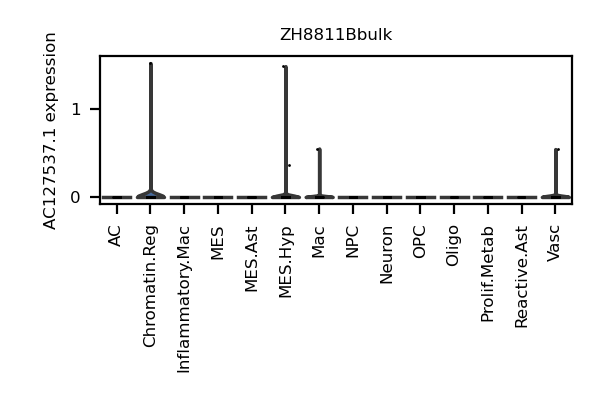 ZH8811Bbulk
AC127537.1 expression
1
0
AC
Chromatin.Reg
Inflammatory.Mac
MES
MES.Ast
MES.Hyp
Mac
NPC
Neuron
OPC
Oligo
Prolif.Metab
Reactive.Ast
Vasc